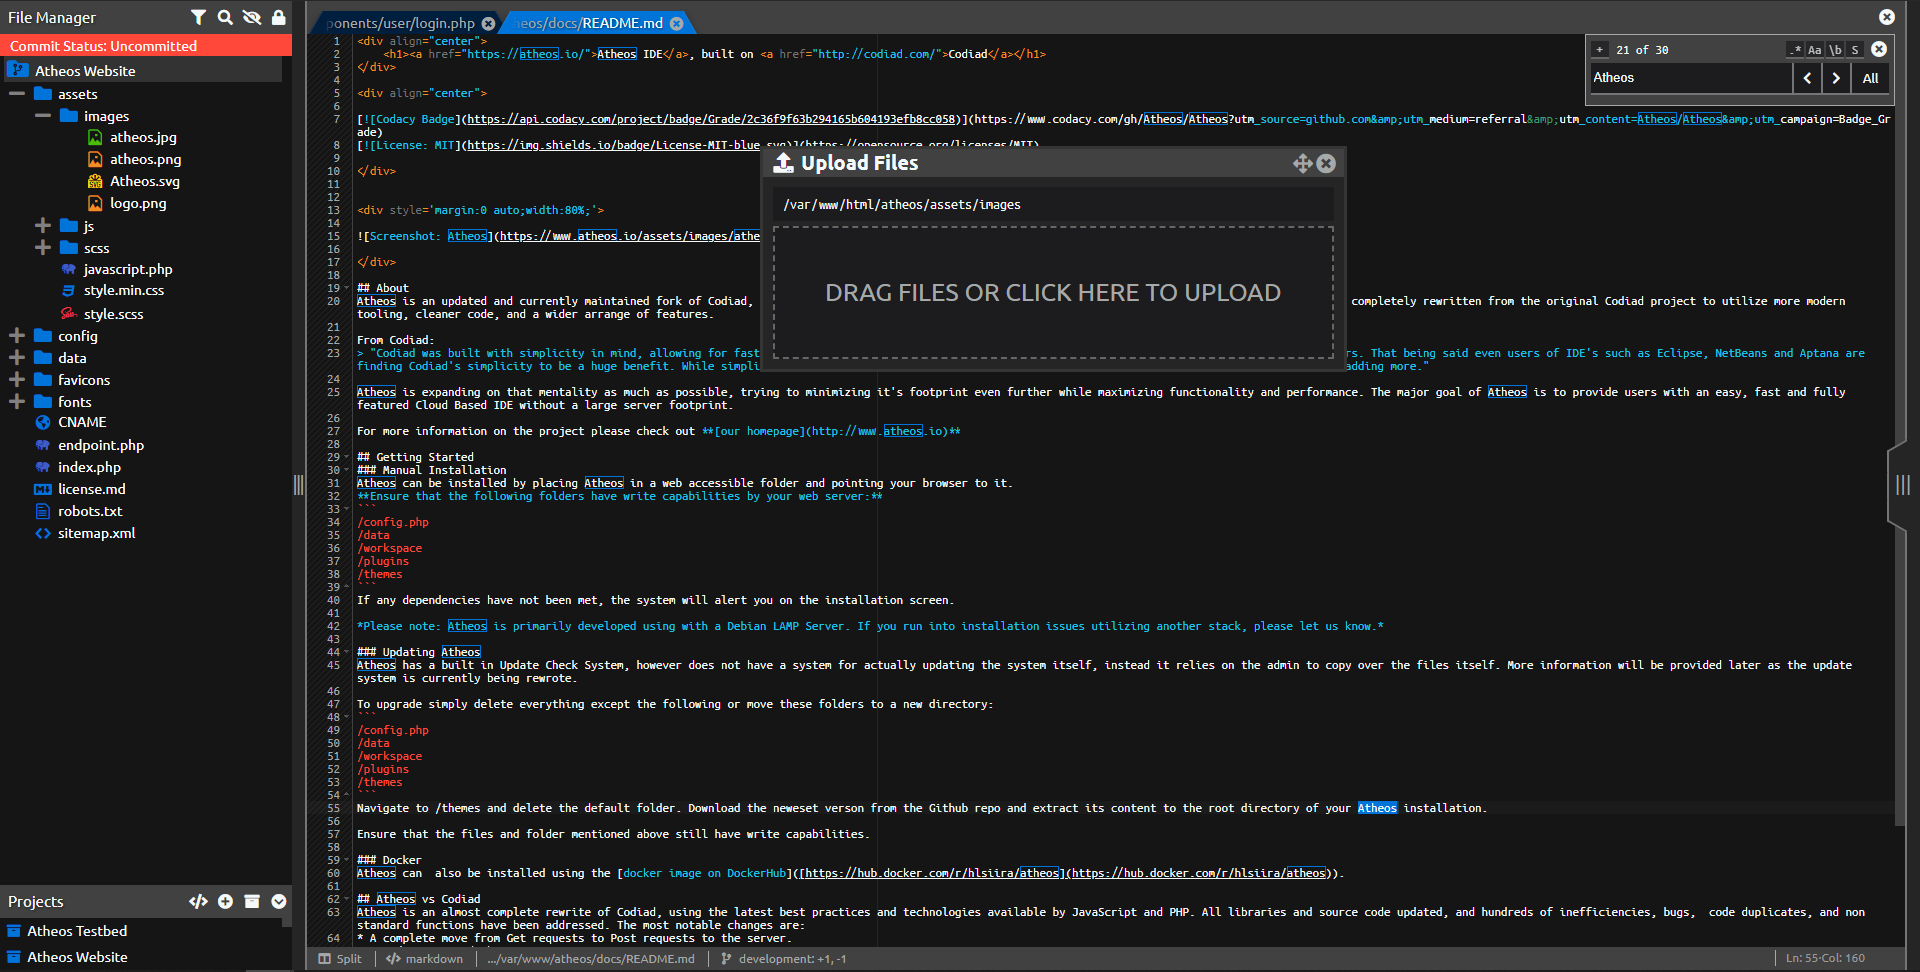 File Manager
Commit Status: Uncommitted
Atheos Website
assets
images
atheos.jpg
atheos.png
Atheos.svg
logo.png
js
scss
javascript.php
style.min.css
style.scss
config
data
favicons
fonts
CNAME
endpoint.php
index.php
license.md
robots.txt
sitemap.xml
Projects
Atheos Testbed
Atheos Website
ponents/user/login.php
eos/docs/README.md
+ 21 of 30 .* Aa \b S
Atheos
< > All
1 <div align="center">
2 <h1><a href="https://atheos.io/">Atheos IDE</a>, built on <a href="http://codiad.com/">Codiad</a></h1>
3 </div>
4
5 <div align="center">
6
7 [![Codacy Badge](https://api.codacy.com/project/badge/Grade/2c36f9f63b294165b604193efb8cc058)](https://www.codacy.com/gh/Atheos/Atheos?utm_source=github.com&amp;utm_medium=referral&amp;utm_content=Atheos/Atheos&amp;utm_campaign=Badge_Gr
ade)
8 [![License: MIT](https://img.shields.io/badge/License-MIT-blue.svg)](https://opensource.org/licenses/MIT)
9
10 </div>
11
12
13 <div style='margin:0 auto;width:80%;'>
14
15 ![Screenshot: Atheos](https://www.atheos.io/assets/images/athe
16
17 </div>
18
19 ## About
20 Atheos is an updated and currently maintained fork of Codiad, completely rewritten from the original Codiad project to utilize more modern
tooling, cleaner code, and a wider arrange of features.
21
22 From Codiad:
23 > "Codiad was built with simplicity in mind, allowing for fast rs. That being said even users of IDE's such as Eclipse, NetBeans and Aptana are
finding Codiad's simplicity to be a huge benefit. While simpli adding more."
24
25 Atheos is expanding on that mentality as much as possible, trying to minimizing it's footprint even further while maximizing functionality and performance. The major goal of Atheos is to provide users with an easy, fast and fully
featured Cloud Based IDE without a large server footprint.
26
27 For more information on the project please check out **[our homepage](http://www.atheos.io)**
28
29 ## Getting Started
30 ### Manual Installation
31 Atheos can be installed by placing Atheos in a web accessible folder and pointing your browser to it.
32 **Ensure that the following folders have write capabilities by your web server:**
33 ```
34 /config.php
35 /data
36 /workspace
37 /plugins
38 /themes
39 ```
40 If any dependencies have not been met, the system will alert you on the installation screen.
41
42 *Please note: Atheos is primarily developed using with a Debian LAMP Server. If you run into installation issues utilizing another stack, please let us know.*
43
44 ### Updating Atheos
45 Atheos has a built in Update Check System, however does not have a system for actually updating the system itself, instead it relies on the admin to copy over the files itself. More information will be provided later as the update
system is currently being rewrote.
46
47 To upgrade simply delete everything except the following or move these folders to a new directory:
48 ```
49 /config.php
50 /data
51 /workspace
52 /plugins
53 /themes
54 ```
55 Navigate to /themes and delete the default folder. Download the neweset verson from the Github repo and extract its content to the root directory of your Atheos installation.
56
57 Ensure that the files and folder mentioned above still have write capabilities.
58
59 ### Docker
60 Atheos can  also be installed using the [docker image on DockerHub]([https://hub.docker.com/r/hlsiira/atheos](https://hub.docker.com/r/hlsiira/atheos)).
61
62 ## Atheos vs Codiad
63 Atheos is an almost complete rewrite of Codiad, using the latest best practices and technologies available by JavaScript and PHP. All libraries and source code updated, and hundreds of inefficiencies, bugs,  code duplicates, and non
standard functions have been addressed. The most notable changes are:
64 * A complete move from Get requests to Post requests to the server.
Upload Files
/var/www/html/atheos/assets/images
DRAG FILES OR CLICK HERE TO UPLOAD
Split
markdown
.../var/www/atheos/docs/README.md
development: +1, -1
Ln: 55·Col: 160